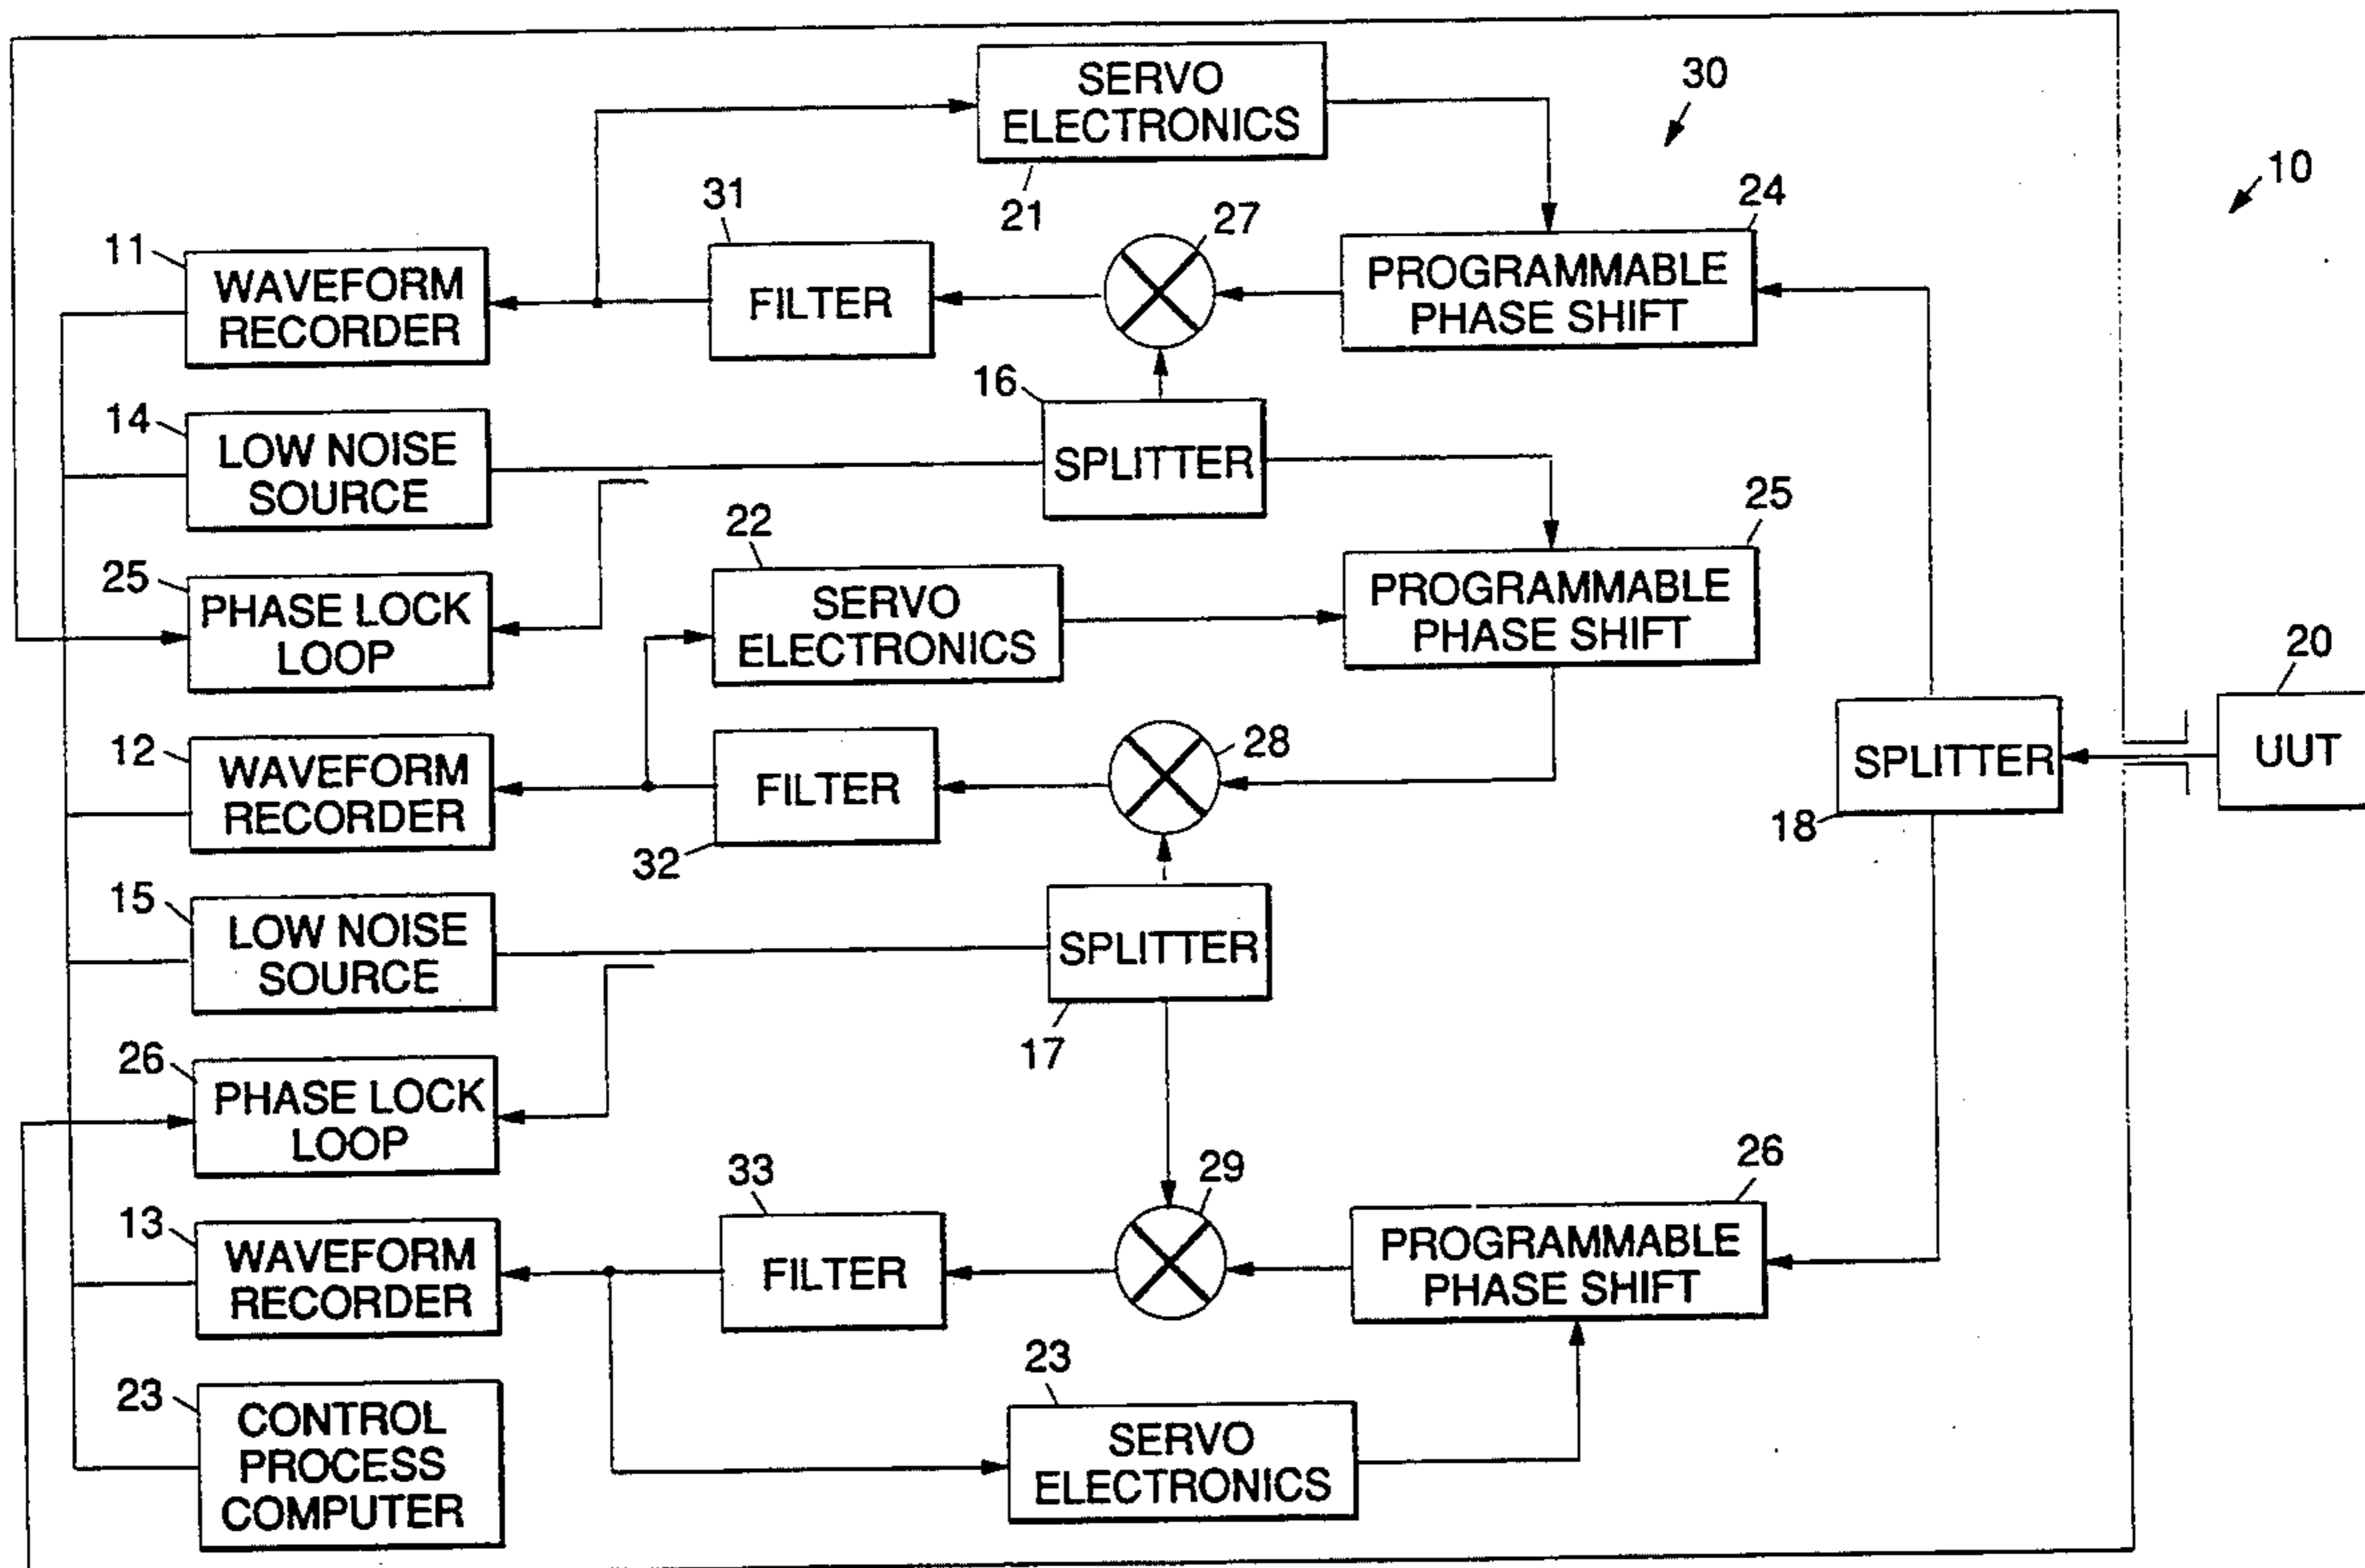 SERVO
ELECTRONICS
21
30
10
31
27
24
11
WAVEFORM
RECORDER
FILTER
PROGRAMMABLE
PHASE SHIFT
16
14
LOW NOISE
SOURCE
SPLITTER
25
22
25
PHASE LOCK
LOOP
SERVO
ELECTRONICS
PROGRAMMABLE
PHASE SHIFT
20
12
WAVEFORM
RECORDER
FILTER
28
SPLITTER
UUT
32
18
15
LOW NOISE
SOURCE
SPLITTER
17
26
PHASE LOCK
LOOP
33
29
26
13
WAVEFORM
RECORDER
FILTER
PROGRAMMABLE
PHASE SHIFT
23
23
CONTROL
PROCESS
COMPUTER
SERVO
ELECTRONICS